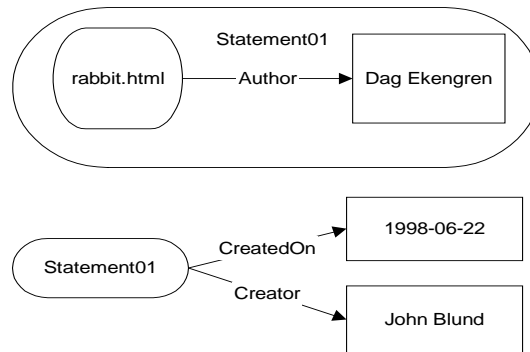 Statement01
rabbit.html
Author
Dag Ekengren
1998-06-22
CreatedOn
Statement01
Creator
John Blund